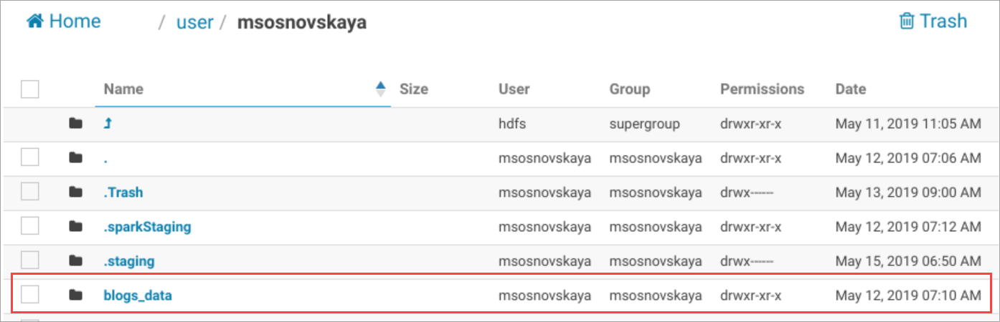 Home / user / msosnovskaya Trash
Name Size User Group Permissions Date
hdfs supergroup drwxr-xr-x May 11, 2019 11:05 AM
. msosnovskaya msosnovskaya drwxr-xr-x May 12, 2019 07:06 AM
.Trash msosnovskaya msosnovskaya drwx------ May 13, 2019 09:00 AM
.sparkStaging msosnovskaya msosnovskaya drwxr-xr-x May 12, 2019 07:12 AM
.staging msosnovskaya msosnovskaya drwx------ May 15, 2019 06:50 AM
blogs_data msosnovskaya msosnovskaya drwxr-xr-x May 12, 2019 07:10 AM